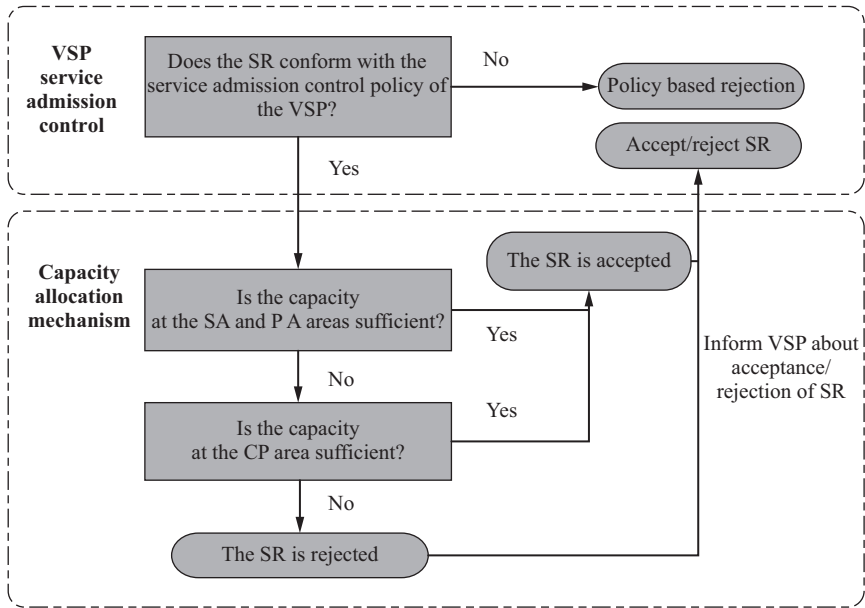 VSP
service
admission
control
Does the SR conform with the
service admission control policy of
the VSP?
No
Policy based rejection
Accept/reject SR
Yes
Capacity
allocation
mechanism
The SR is accepted
Is the capacity
at the SA and P A areas sufficient?
Yes
Inform VSP about
acceptance/
rejection of SR
No
Is the capacity
at the CP area sufficient?
Yes
No
The SR is rejected